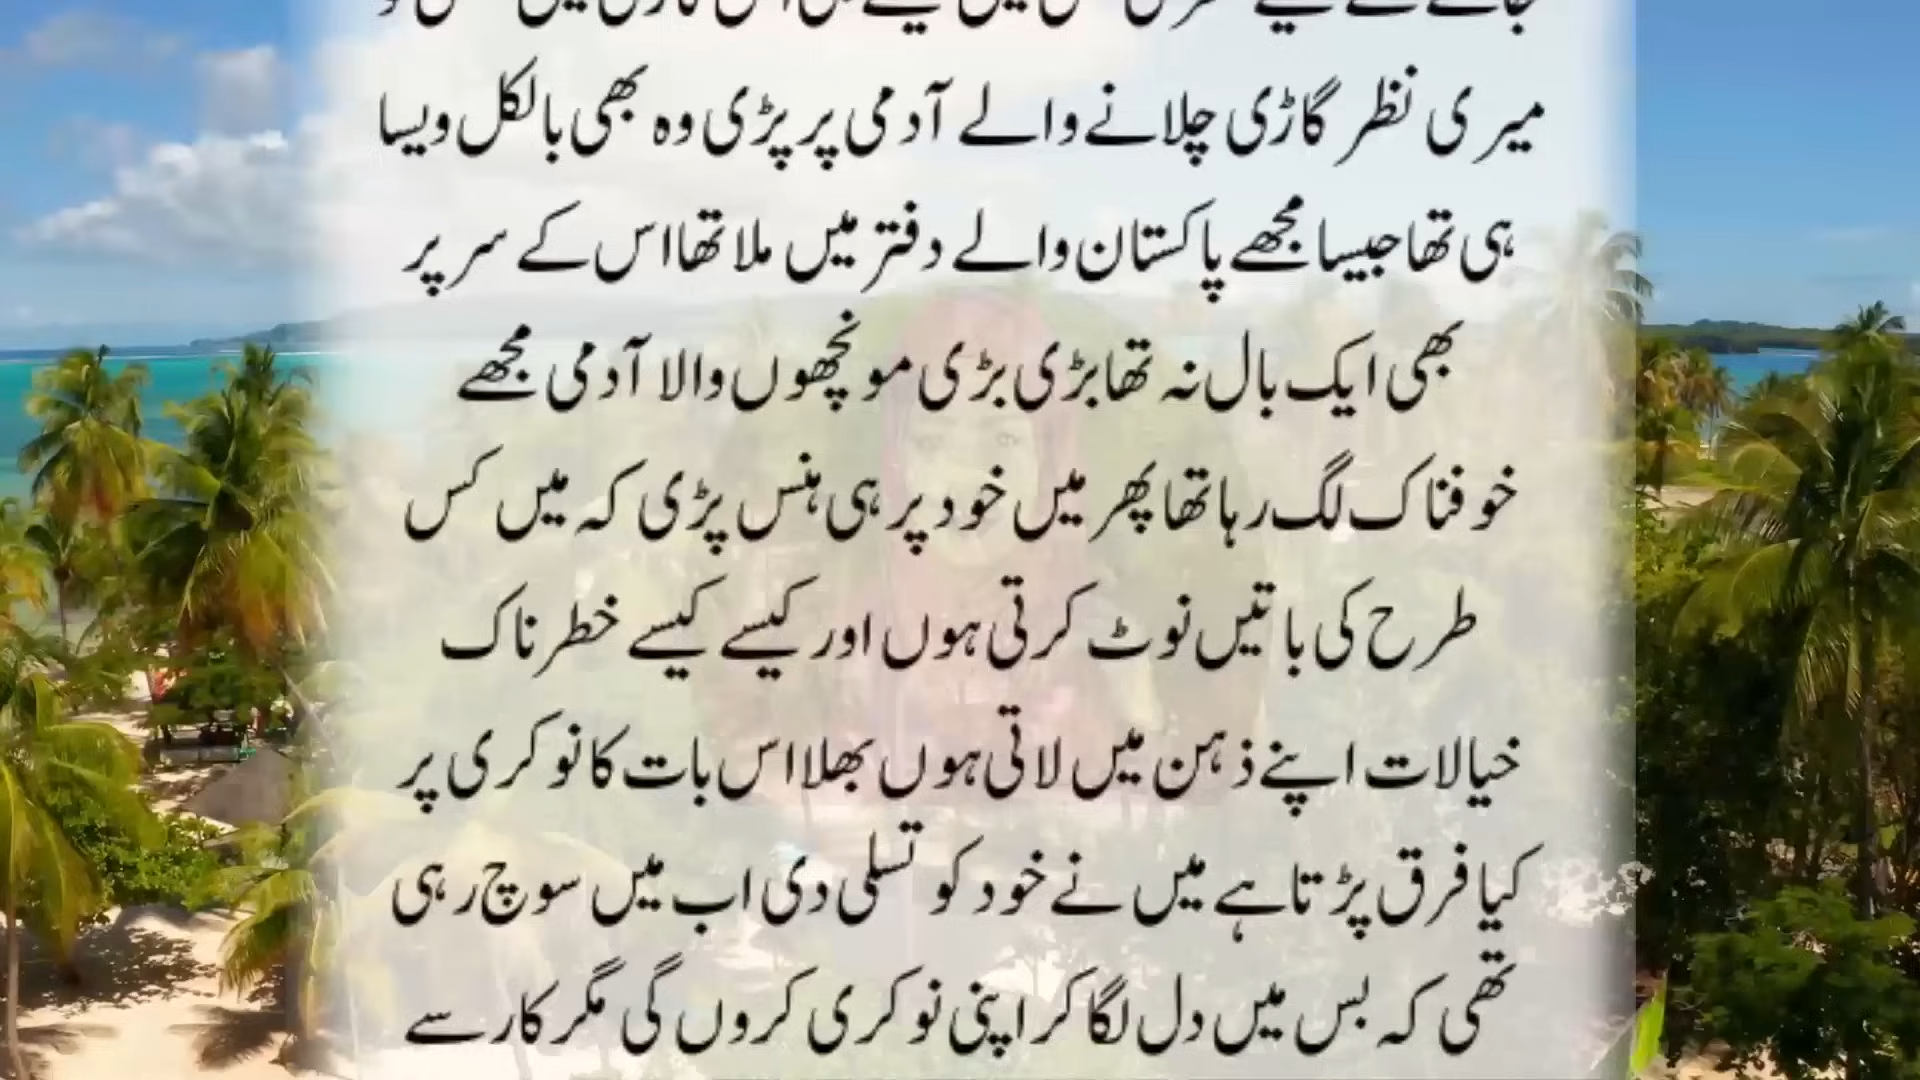 میری نظر گاڑی چلانے والے آدمی پر پڑی وہ بھی بالکل ویسا
ہی تھا جیسا مجھے پاکستان والے دفتر میں ملا تھا اس کے سر پر
بھی ایک بال نہ تھا بڑی بڑی مونچھوں والا آدمی مجھے
خوفناک لگ رہا تھا پھر میں خود پر ہی ہنس پڑی کہ میں کس
طرح کی باتیں نوٹ کرتی ہوں اور کیسے کیسے خطرناک
خیالات اپنے ذہن میں لاتی ہوں بھلا اس بات کا نوکری پر
کیا فرق پڑتا ہے میں نے خود کو تسلی دی اب میں سوچ رہی
تھی کہ بس میں دل لگا کر اپنی نوکری کروں گی مگر کار سے